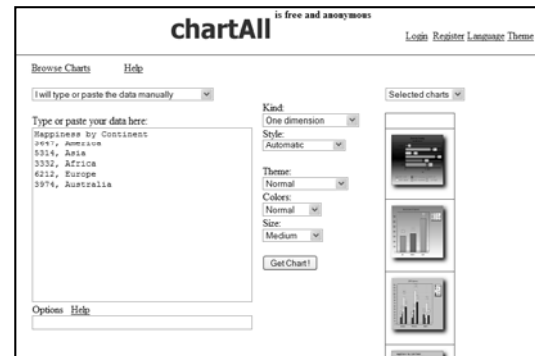 chartAll is free and anonymous
Login Register Language Theme
Browse Charts Help
I will type or paste the data manually
Selected charts
Type or paste your data here:
Happiness by Continent
3647, America
5314, Asia
3332, Africa
6212, Europe
3974, Australia
Kind:
One dimension
Style:
Automatic
Theme:
Normal
Colors:
Normal
Size:
Medium
Get Chart!
Options Help